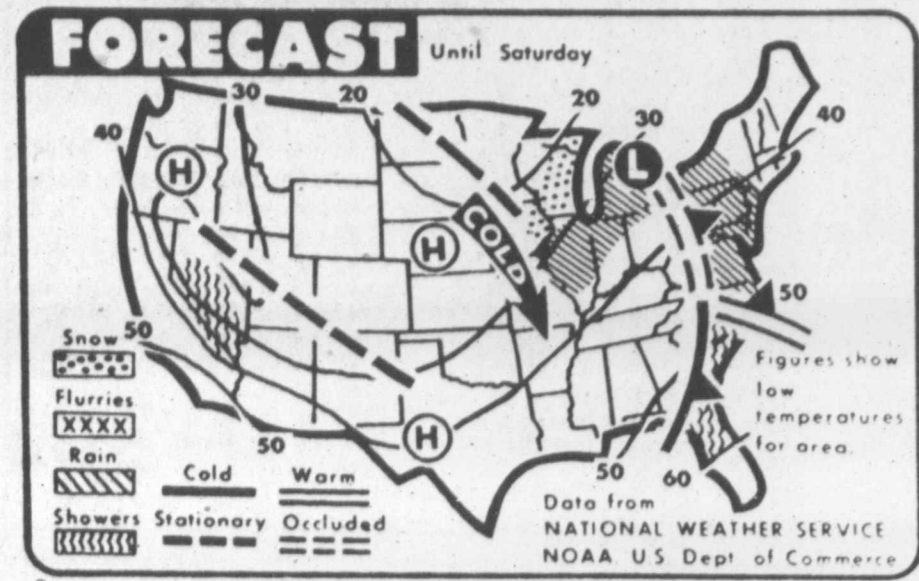 FORECAST
Until Saturday
30 20 20 30
40 40
H L
H
COLD
50
50
Snow
Flurries
XXXX
Rain
Showers
50
H
50
60
Cold
Warm
Stationary
Occluded
Figures show
low
temperatures
for area.
Data from
NATIONAL WEATHER SERVICE
NOAA U.S. Dept of Commerce